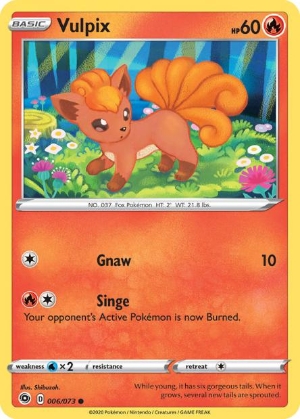 BASIC Vulpix HP 60
NO. 037 Fox Pokémon HT: 2' WT: 21.8 lbs.
Gnaw 10
Singe
Your opponent's Active Pokémon is now Burned.
weakness ×2 resistance retreat
Illus. Shibuzoh.
While young, it has six gorgeous tails. When it
grows, several new tails are sprouted.
D 006/073
©2020 Pokémon / Nintendo / Creatures / GAME FREAK